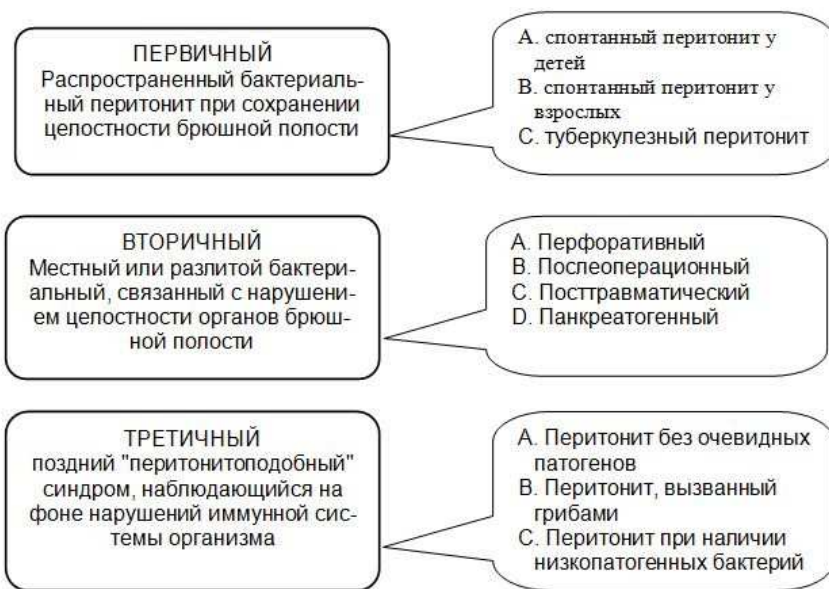 ПЕРВИЧНЫЙ
Распространенный бактериаль-
ный перитонит при сохранении
целостности брюшной полости
A. спонтанный перитонит у
детей
B. спонтанный перитонит у
взрослых
C. туберкулезный перитонит
ВТОРИЧНЫЙ
Местный или разлитой бактери-
альный, связанный с нарушени-
ем целостности органов брюш-
ной полости
A. Перфоративный
B. Послеоперационный
C. Посттравматический
D. Панкреатогенный
ТРЕТИЧНЫЙ
поздний "перитонитоподобный"
синдром, наблюдающийся на
фоне нарушений иммунной сис-
темы организма
A. Перитонит без очевидных
патогенов
B. Перитонит, вызванный
грибами
C. Перитонит при наличии
низкопатогенных бактерий